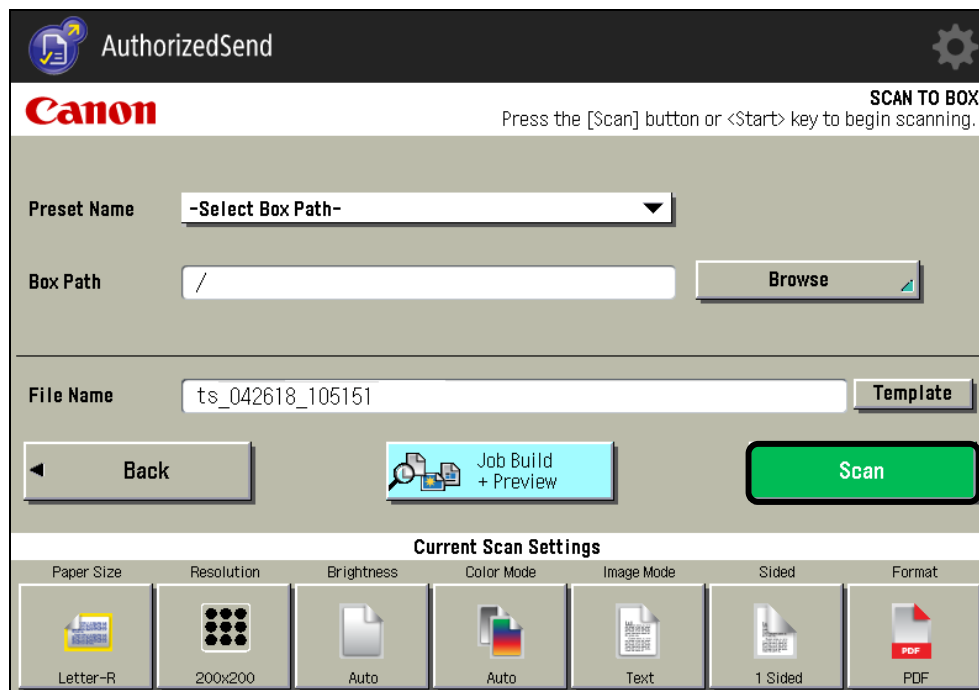 AuthorizedSend
Canon
SCAN TO BOX
Press the [Scan] button or <Start> key to begin scanning.
Preset Name
-Select Box Path-
Box Path
/
Browse
File Name
ts_042618_105151
Template
Back
Job Build
+ Preview
Scan
Current Scan Settings
Paper Size Resolution Brightness Color Mode Image Mode Sided Format
PDF
Letter-R 200x200 Auto Auto Text 1 Sided PDF